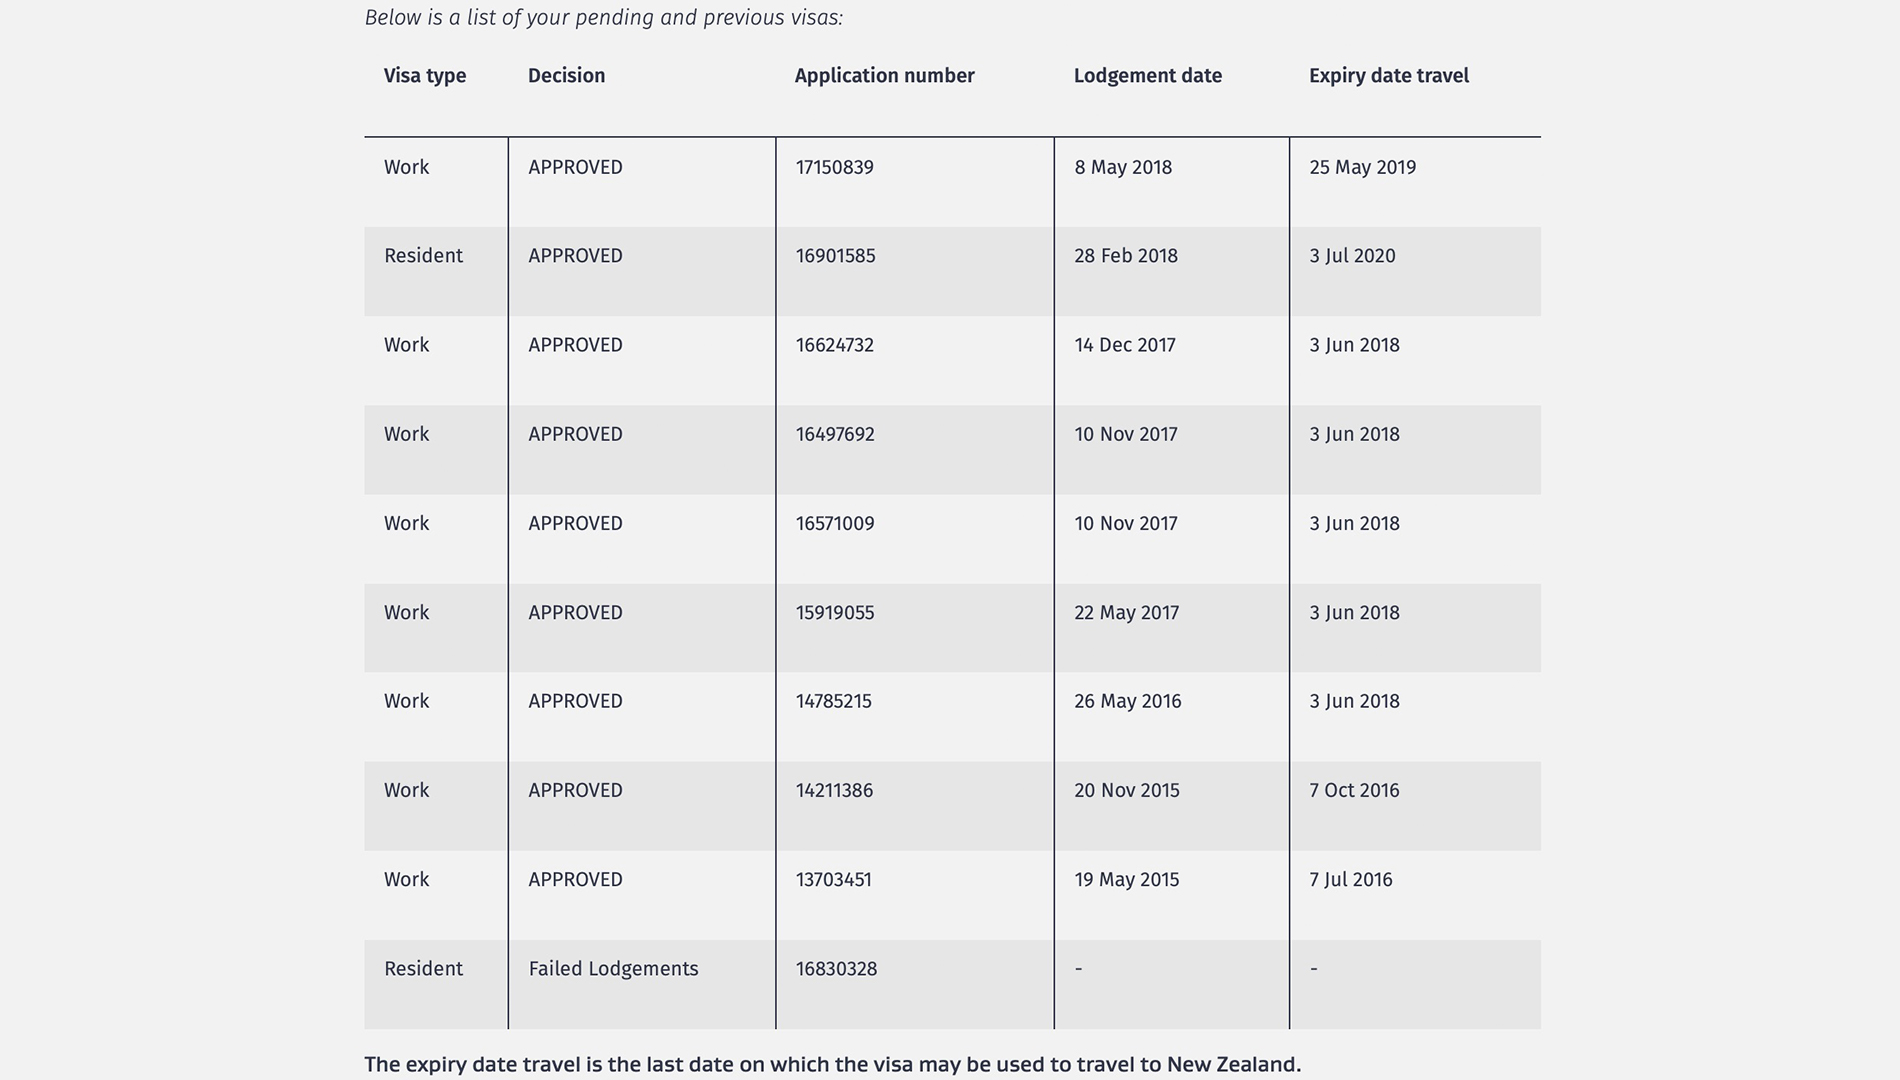 Below is a list of your pending and previous visas:
Visa type Decision Application number Lodgement date Expiry date travel
Work APPROVED 17150839 8 May 2018 25 May 2019
Resident APPROVED 16901585 28 Feb 2018 3 Jul 2020
Work APPROVED 16624732 14 Dec 2017 3 Jun 2018
Work APPROVED 16497692 10 Nov 2017 3 Jun 2018
Work APPROVED 16571009 10 Nov 2017 3 Jun 2018
Work APPROVED 15919055 22 May 2017 3 Jun 2018
Work APPROVED 14785215 26 May 2016 3 Jun 2018
Work APPROVED 14211386 20 Nov 2015 7 Oct 2016
Work APPROVED 13703451 19 May 2015 7 Jul 2016
Resident Failed Lodgements 16830328 - -
The expiry date travel is the last date on which the visa may be used to travel to New Zealand.